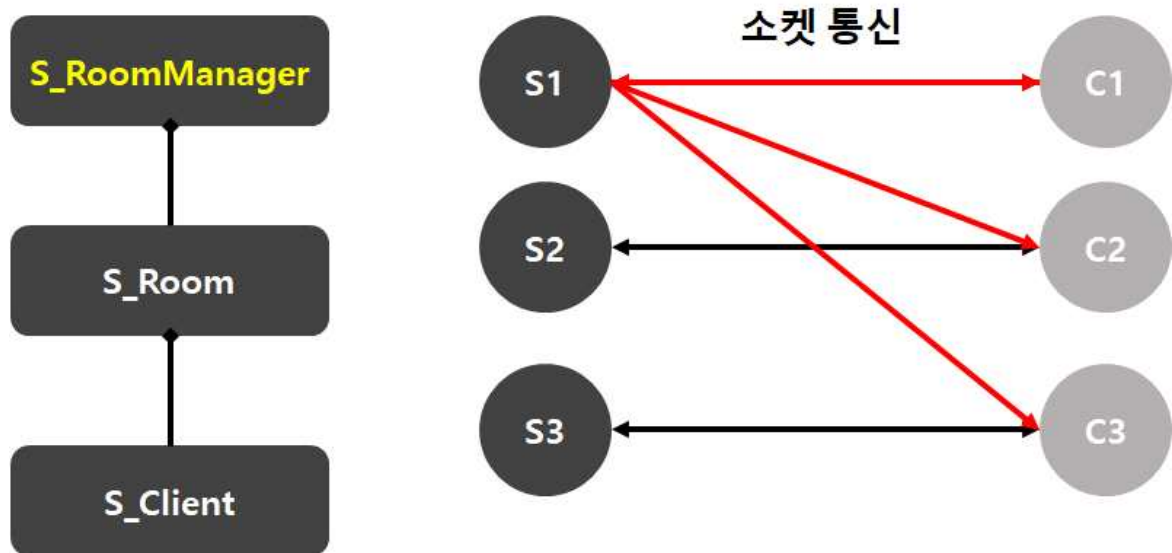 소켓 통신
S_RoomManager
S_Room
S_Client
S1
C1
S2
C2
S3
C3